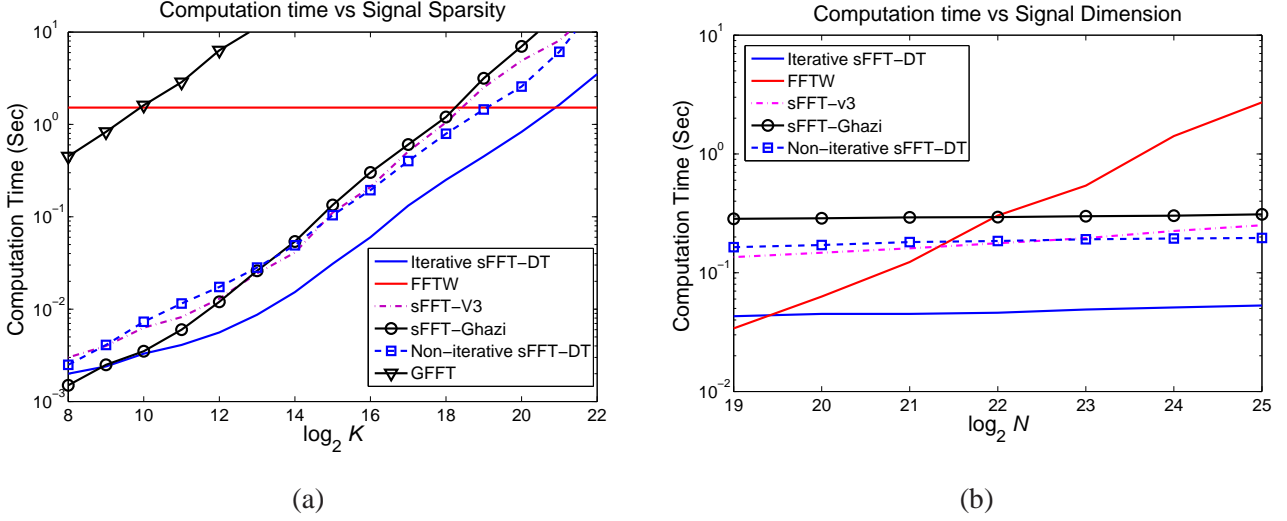 Computation time vs Signal Sparsity
Computation Time (Sec)
10^1
10^0
10^-1
10^-2
10^-3
8 10 12 14 16 18 20 22
log2 K
Iterative sFFT-DT
FFTW
sFFT-V3
sFFT-Ghazi
Non-iterative sFFT-DT
GFFT
(a)
Computation time vs Signal Dimension
Computation Time (Sec)
10^1
10^0
10^-1
10^-2
19 20 21 22 23 24 25
log2 N
Iterative sFFT-DT
FFTW
sFFT-v3
sFFT-Ghazi
Non-iterative sFFT-DT
(b)